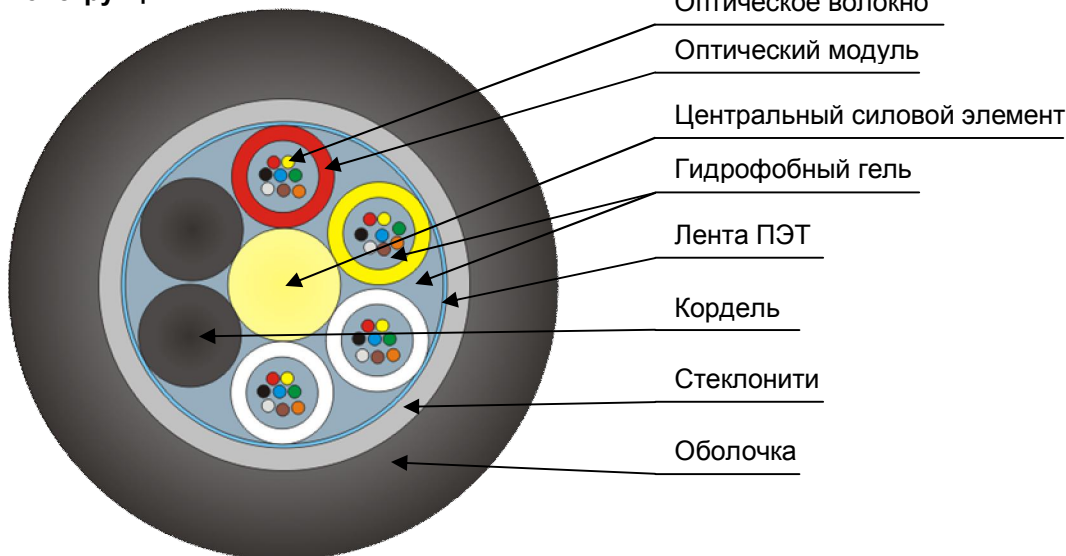 Оптическое волокно
Оптический модуль
Центральный силовой элемент
Гидрофобный гель
Лента ПЭТ
Кордель
Стеклонити
Оболочка